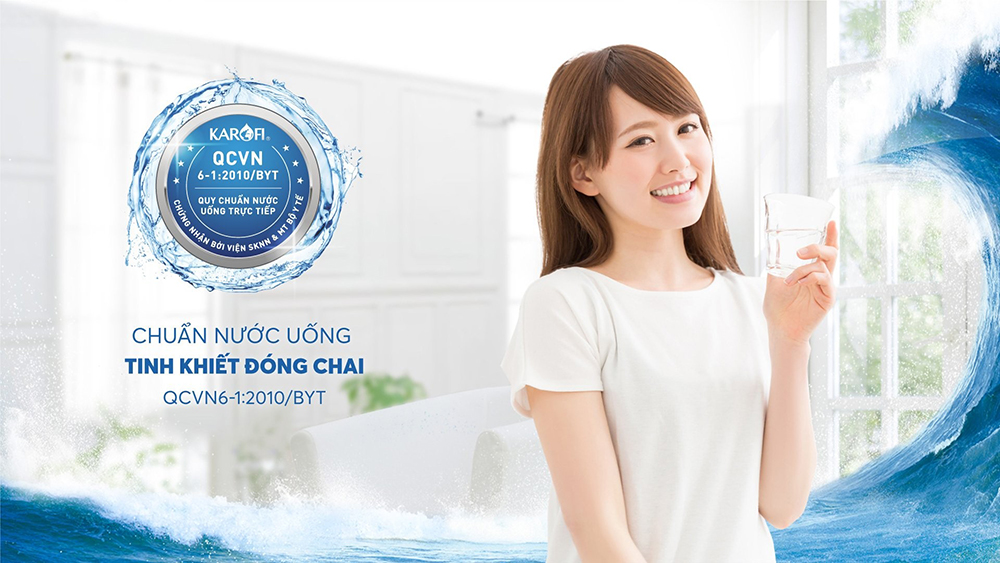 KAROFI®
QCVN
6-1:2010/BYT
QUY CHUẨN NƯỚC
UỐNG TRỰC TIẾP
CHỨNG NHẬN BỞI VIỆN SKNN & MT BỘ Y TẾ
CHUẨN NƯỚC UỐNG
TINH KHIẾT ĐÓNG CHAI
QCVN6-1:2010/BYT